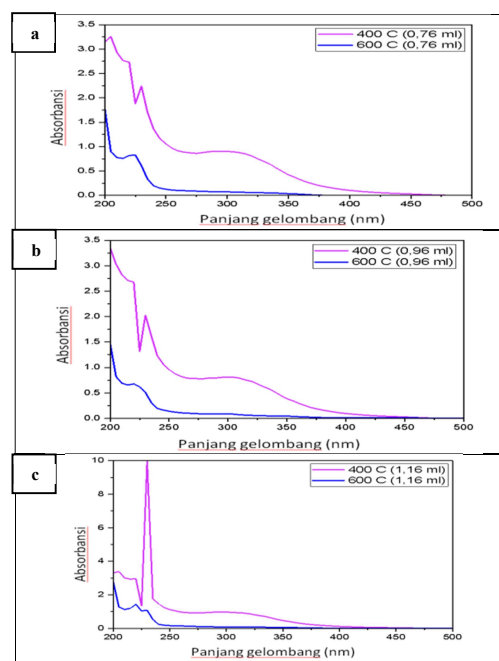 a
400 C (0,76 ml)
600 C (0,76 ml)
Absorbansi
3.5
3.0
2.5
2.0
1.5
1.0
0.5
0.0
200 250 300 350 400 450 500
Panjang gelombang (nm)
b
400 C (0,96 ml)
600 C (0,96 ml)
Absorbansi
3.5
3.0
2.5
2.0
1.5
1.0
0.5
0.0
200 250 300 350 400 450 500
Panjang gelombang (nm)
c
400 C (1,16 ml)
600 C (1,16 ml)
Absorbansi
10
8
6
4
2
0
200 250 300 350 400 450 500
Panjang gelombang (nm)